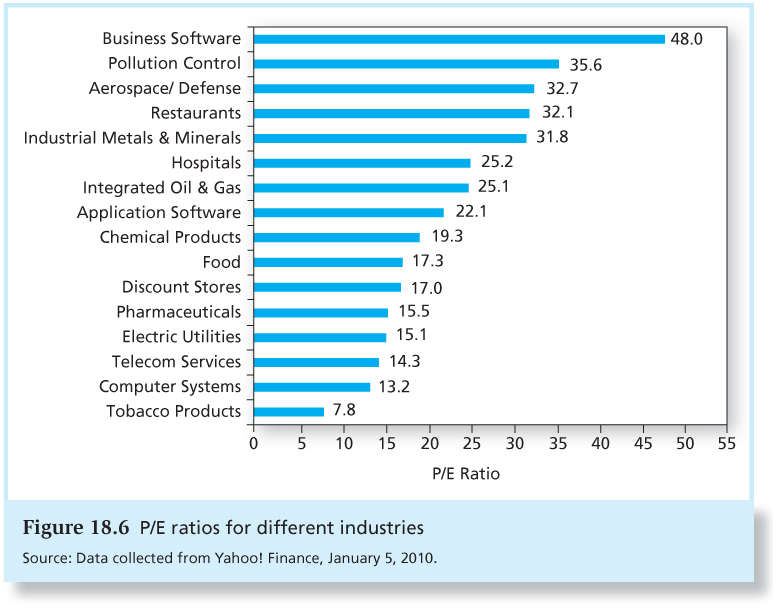 Business Software 48.0
Pollution Control 35.6
Aerospace/ Defense 32.7
Restaurants 32.1
Industrial Metals & Minerals 31.8
Hospitals 25.2
Integrated Oil & Gas 25.1
Application Software 22.1
Chemical Products 19.3
Food 17.3
Discount Stores 17.0
Pharmaceuticals 15.5
Electric Utilities 15.1
Telecom Services 14.3
Computer Systems 13.2
Tobacco Products 7.8
0 5 10 15 20 25 30 35 40 45 50 55
P/E Ratio
Figure 18.6 P/E ratios for different industries
Source: Data collected from Yahoo! Finance, January 5, 2010.